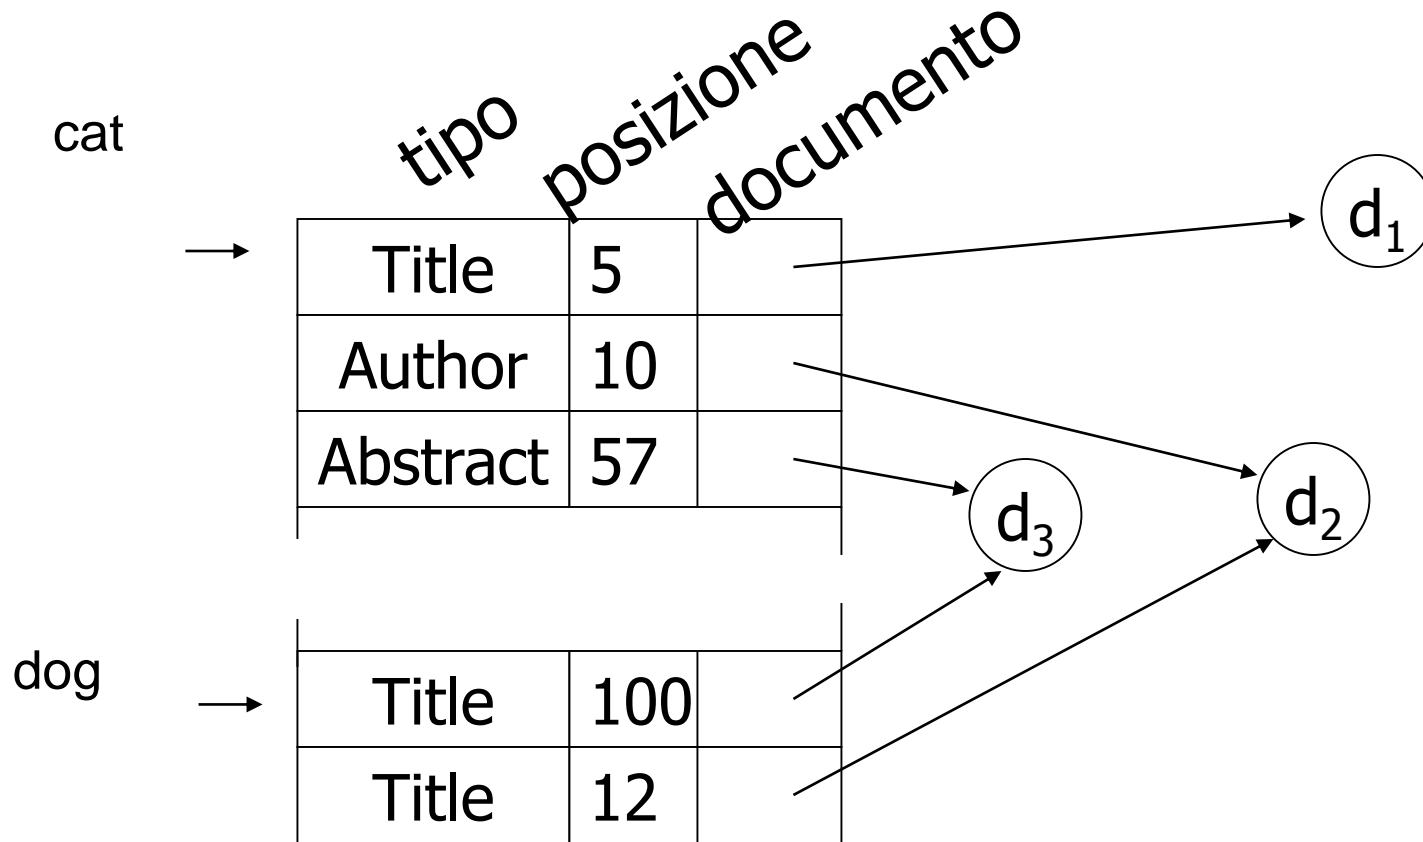 cat
tipo posizione documento
Title 5
d1
Author 10
Abstract 57
d3
d2
dog
Title 100
Title 12